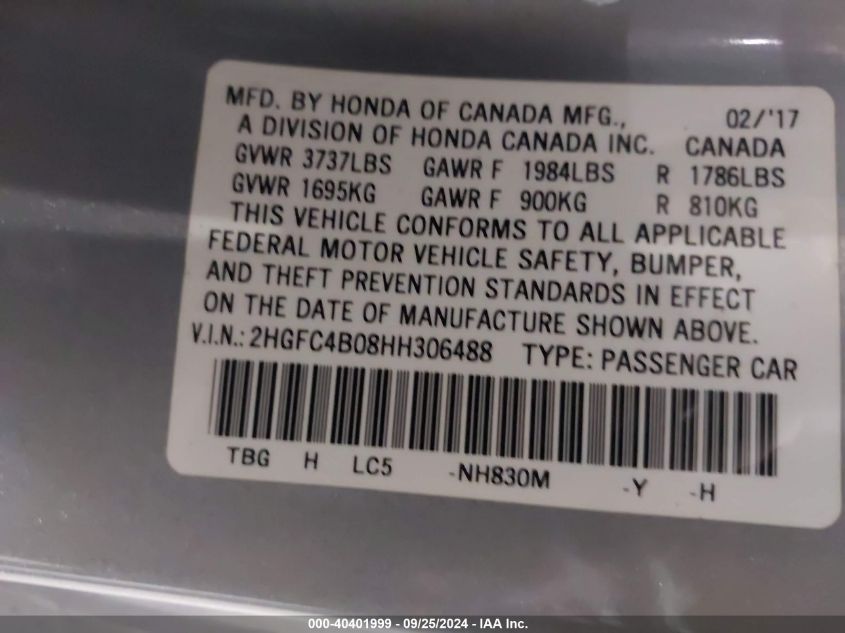 MFD. BY HONDA OF CANADA MFG., 02/'17
A DIVISION OF HONDA CANADA INC. CANADA
GVWR 3737LBS GAWR F 1984LBS R 1786LBS
GVWR 1695KG GAWR F 900KG R 810KG
THIS VEHICLE CONFORMS TO ALL APPLICABLE
FEDERAL MOTOR VEHICLE SAFETY, BUMPER,
AND THEFT PREVENTION STANDARDS IN EFFECT
ON THE DATE OF MANUFACTURE SHOWN ABOVE.
V.I.N.: 2HGFC4B08HH306488 TYPE: PASSENGER CAR
TBG H LC5 -NH830M -Y -H
000-40401999 - 09/25/2024 - IAA Inc.